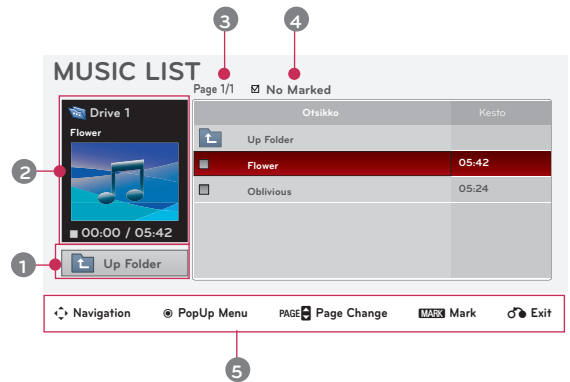 3
4
MUSIC LIST
Page 1/1 ☑ No Marked
Drive 1
Flower
00:00 / 05:42
Up Folder
Otsikko Kesto
Up Folder
Flower 05:42
Oblivious 05:24
2
1
Navigation PopUp Menu PAGE Page Change MARK Mark Exit
5